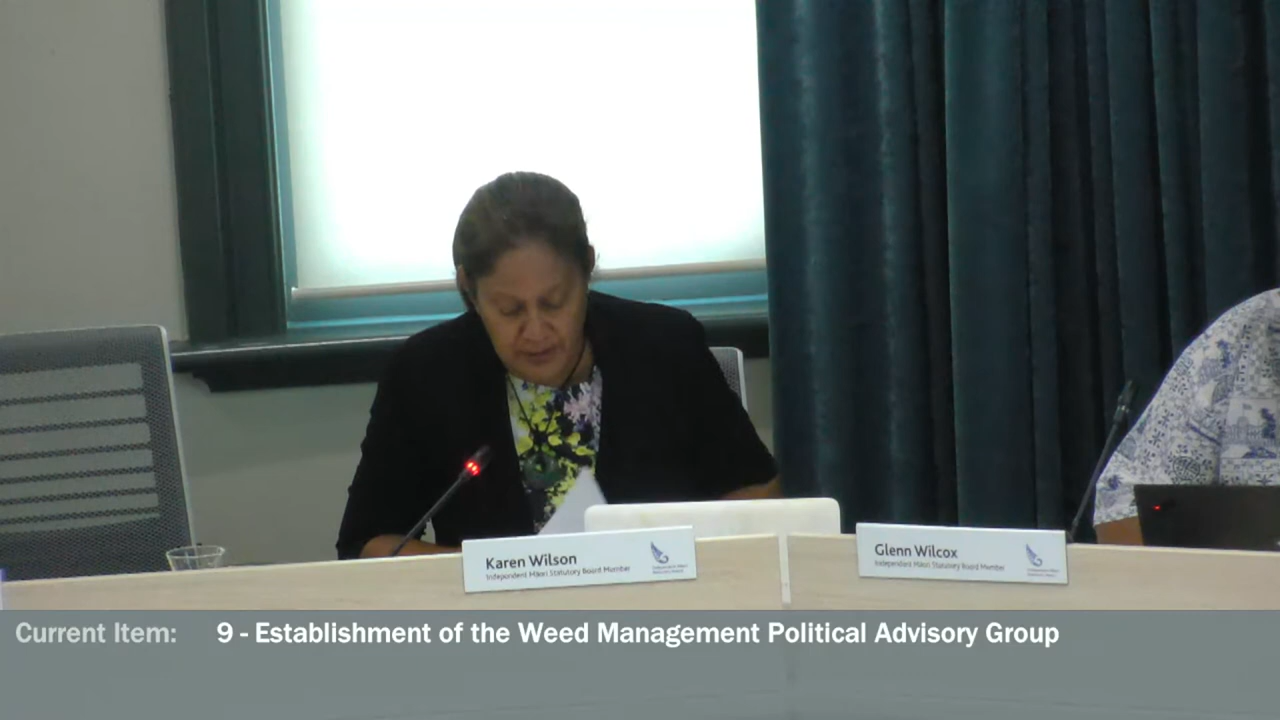 Karen Wilson
Independent Māori Statutory Board Member
Glenn Wilcox
Independent Māori Statutory Board Member
Current Item: 9 - Establishment of the Weed Management Political Advisory Group